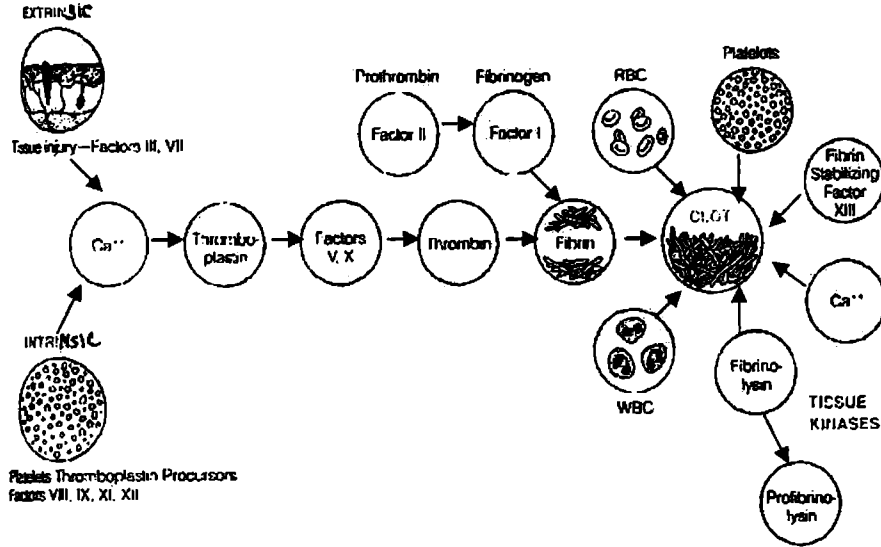 EXTRINSIC
Tissue injury—Factors III, VII
Prothrombin
Factor II
Fibrinogen
Factor I
RBC
Platelets
Fibrin
Stabilizing
Factor
XIII
Ca++
Thrombo-
plastin
Factors
V, X
Thrombin
Fibrin
CLOT
Ca++
INTRINSIC
Platelets Thromboplastin Procursors
Factors VIII, IX, XI, XII
WBC
Fibrino-
lysin
TISSUE
KINASES
Profibrino-
lysin